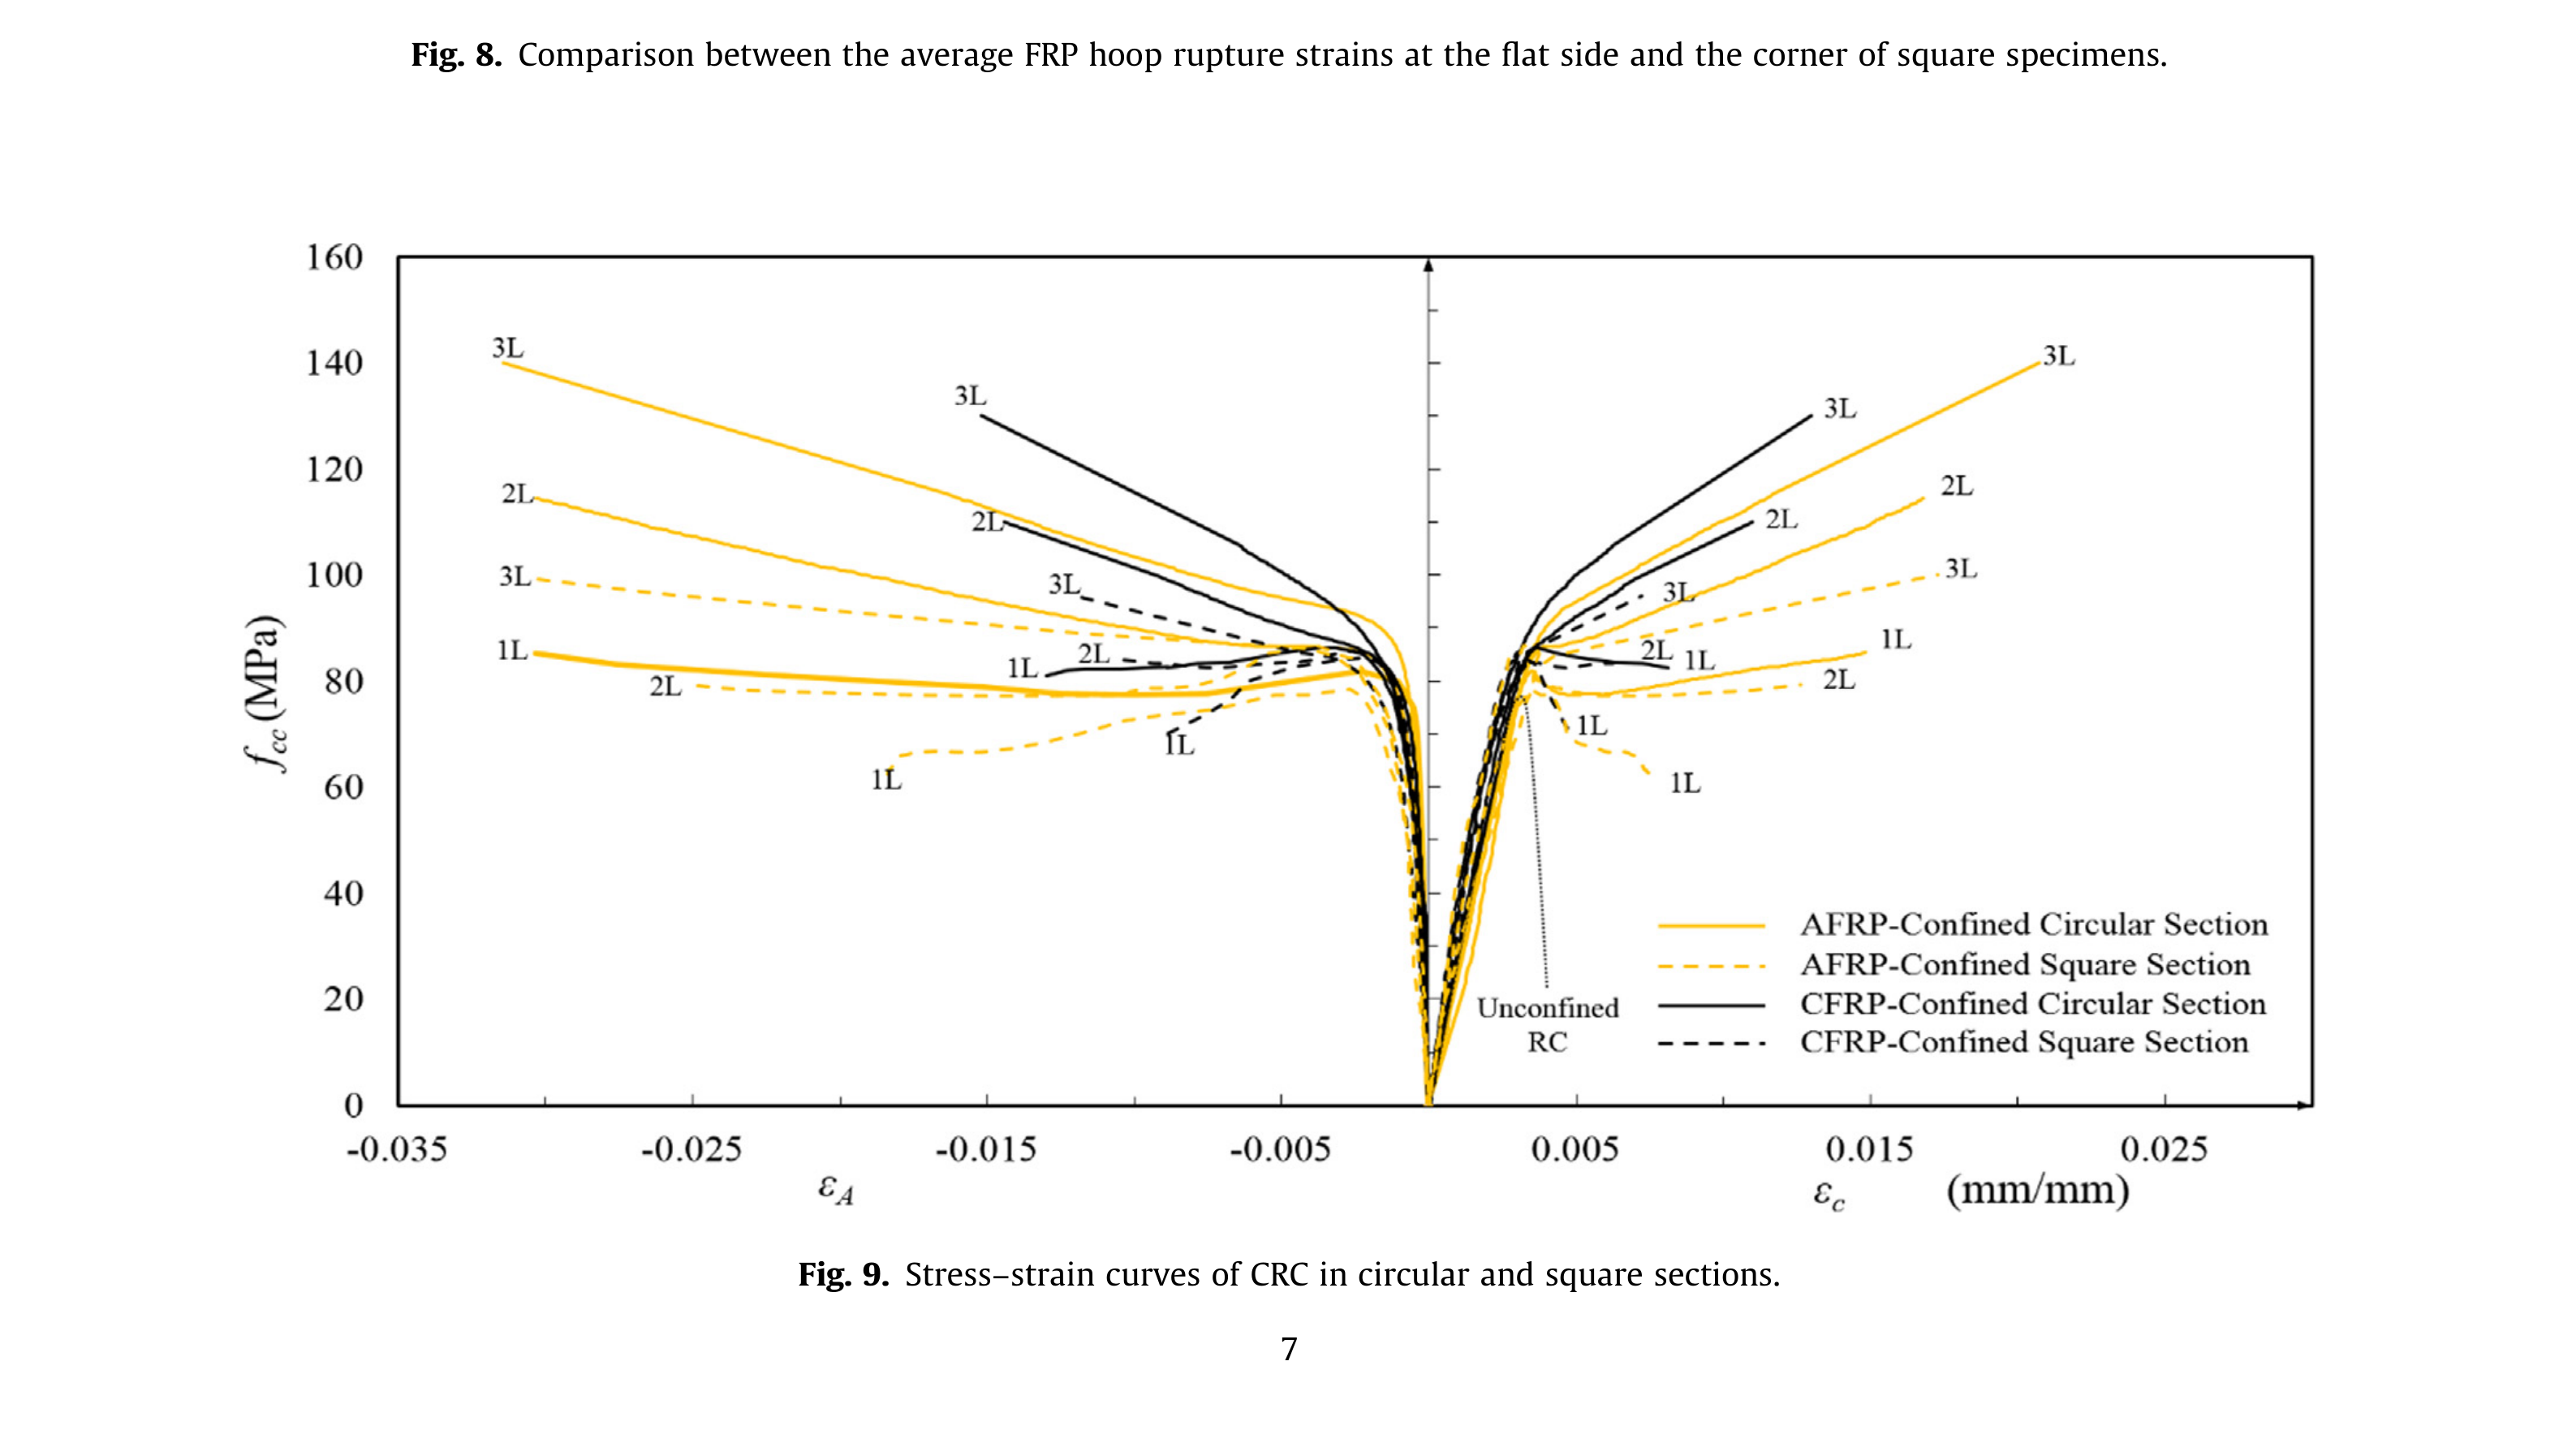 Fig. 8. Comparison between the average FRP hoop rupture strains at the flat side and the corner of square specimens.
160
140
120
100
80
60
40
20
0
f_cc (MPa)
3L
2L
3L
1L
2L
1L
3L
2L
3L
2L
1L
1L
3L
3L
2L
2L
3L
3L
1L
2L
1L
2L
1L
1L
Unconfined
RC
AFRP-Confined Circular Section
AFRP-Confined Square Section
CFRP-Confined Circular Section
CFRP-Confined Square Section
-0.035 -0.025 -0.015 -0.005 0.005 0.015 0.025
ε_A ε_c (mm/mm)
Fig. 9. Stress–strain curves of CRC in circular and square sections.
7